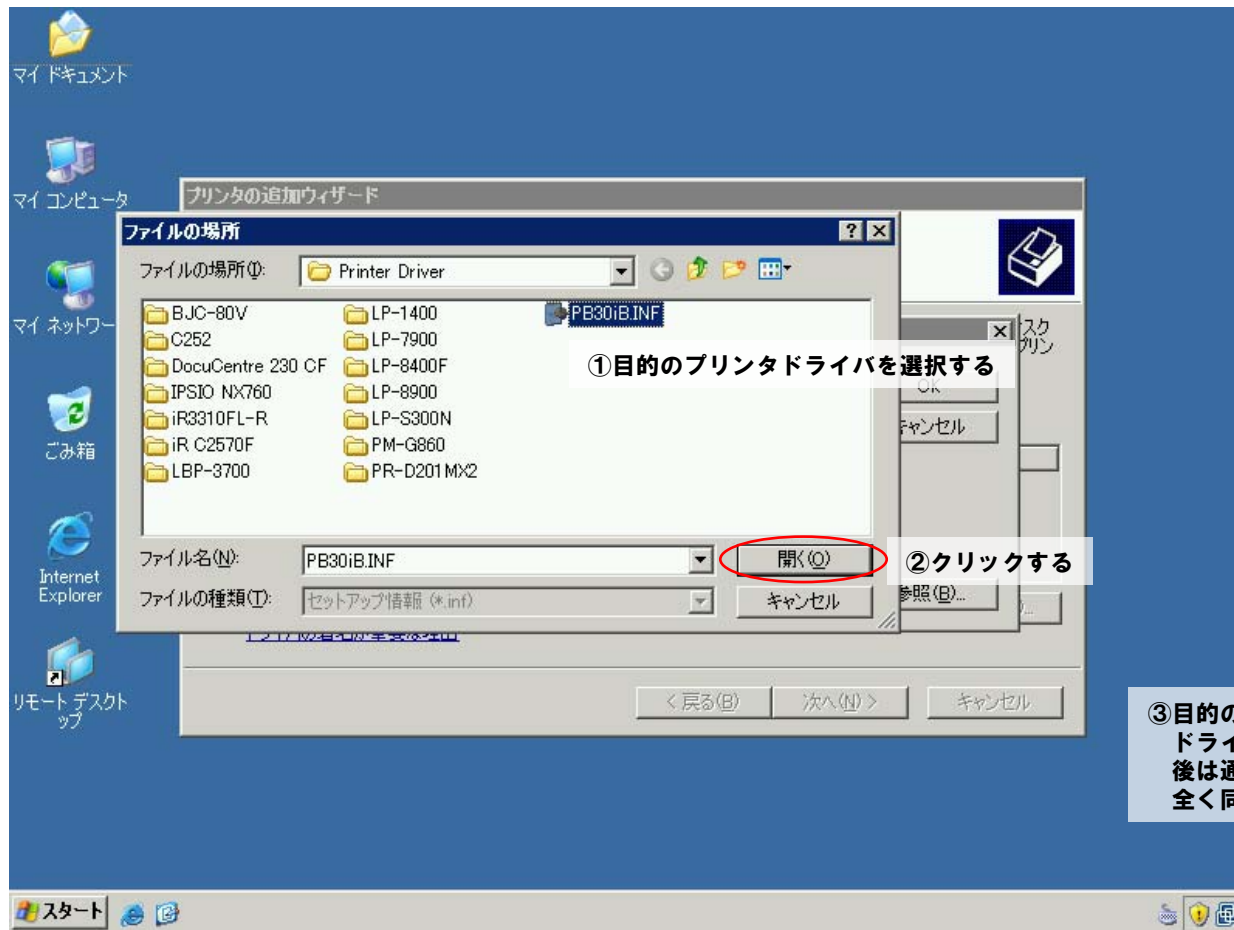 マイ ドキュメント
マイ コンピュータ
マイ ネットワー
ごみ箱
Internet
Explorer
リモート デスクト
ップ
プリンタの追加ウィザード
ファイルの場所
ファイルの場所(I):
Printer Driver
BJC-80V
C252
DocuCentre 230 CF
IPSIO NX760
iR3310FL-R
iR C2570F
LBP-3700
LP-1400
LP-7900
LP-8400F
LP-8900
LP-S300N
PM-G860
PR-D201MX2
PB30iB.INF
①目的のプリンタドライバを選択する
スク
プリン
OK
キャンセル
ファイル名(N):
PB30iB.INF
開く(O)
②クリックする
ファイルの種類(T):
セットアップ情報 (*.inf)
キャンセル
参照(B)...
< 戻る(B)
次へ(N) >
キャンセル
③目的の
ドライ
後は通
全く同
スタート